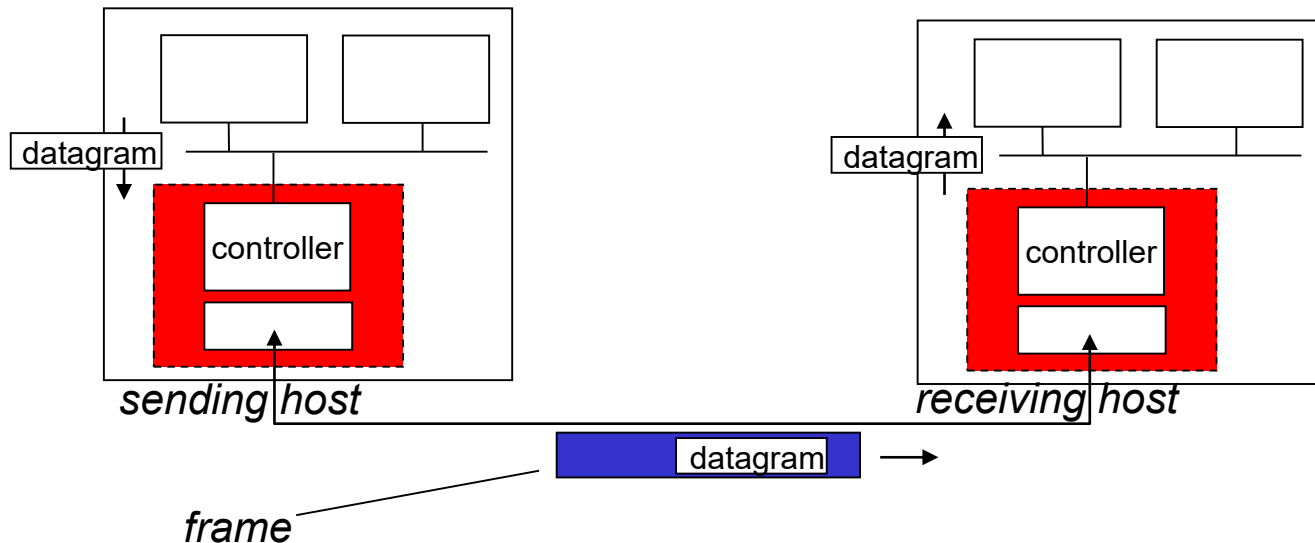 datagram
controller
sending host
datagram
controller
receiving host
datagram
frame